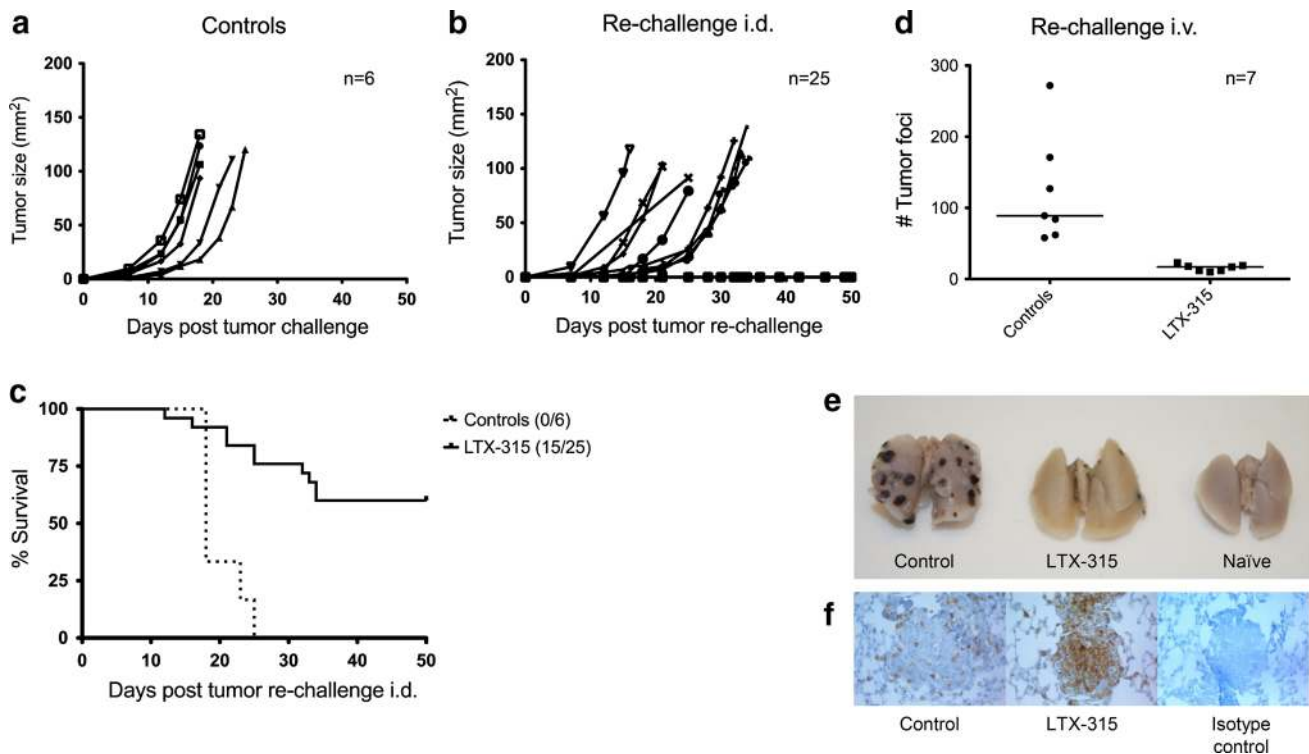 a
Controls
n=6
Tumor size (mm²)
150
100
50
0
0 10 20 30 40 50
Days post tumor challenge
b
Re-challenge i.d.
n=25
Tumor size (mm²)
150
100
50
0
0 10 20 30 40 50
Days post tumor re-challenge
d
Re-challenge i.v.
n=7
# Tumor foci
300
200
100
0
Controls
LTX-315
c
% Survival
100
75
50
25
0
0 10 20 30 40 50
Days post tumor re-challenge i.d.
Controls (0/6)
LTX-315 (15/25)
e
Control LTX-315 Naïve
f
Control LTX-315 Isotype
control